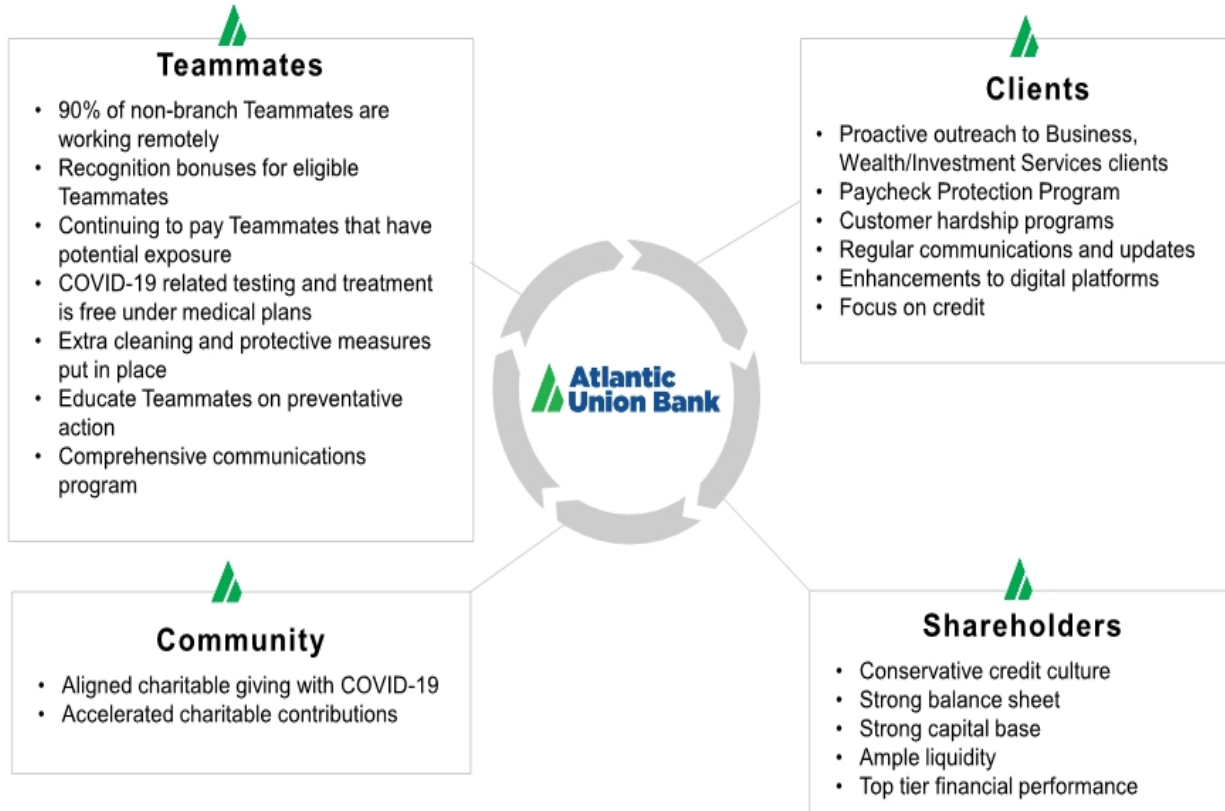 Teammates
• 90% of non-branch Teammates are
working remotely
• Recognition bonuses for eligible
Teammates
• Continuing to pay Teammates that have
potential exposure
• COVID-19 related testing and treatment
is free under medical plans
• Extra cleaning and protective measures
put in place
• Educate Teammates on preventative
action
• Comprehensive communications
program
Clients
• Proactive outreach to Business,
Wealth/Investment Services clients
• Paycheck Protection Program
• Customer hardship programs
• Regular communications and updates
• Enhancements to digital platforms
• Focus on credit
Atlantic
Union Bank
Community
• Aligned charitable giving with COVID-19
• Accelerated charitable contributions
Shareholders
• Conservative credit culture
• Strong balance sheet
• Strong capital base
• Ample liquidity
• Top tier financial performance